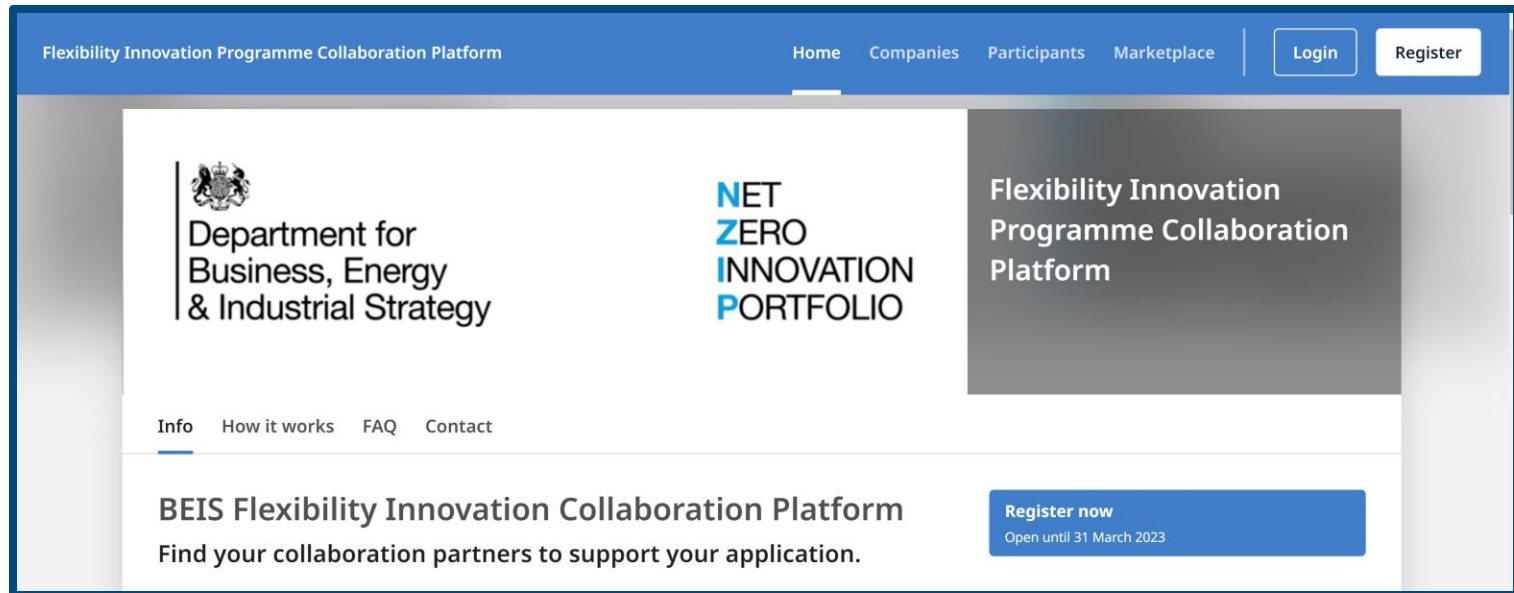 Flexibility Innovation Programme Collaboration Platform
Home Companies Participants Marketplace Login Register
Department for
Business, Energy
& Industrial Strategy
NET
ZERO
INNOVATION
PORTFOLIO
Flexibility Innovation
Programme Collaboration
Platform
Info How it works FAQ Contact
BEIS Flexibility Innovation Collaboration Platform
Find your collaboration partners to support your application.
Register now
Open until 31 March 2023